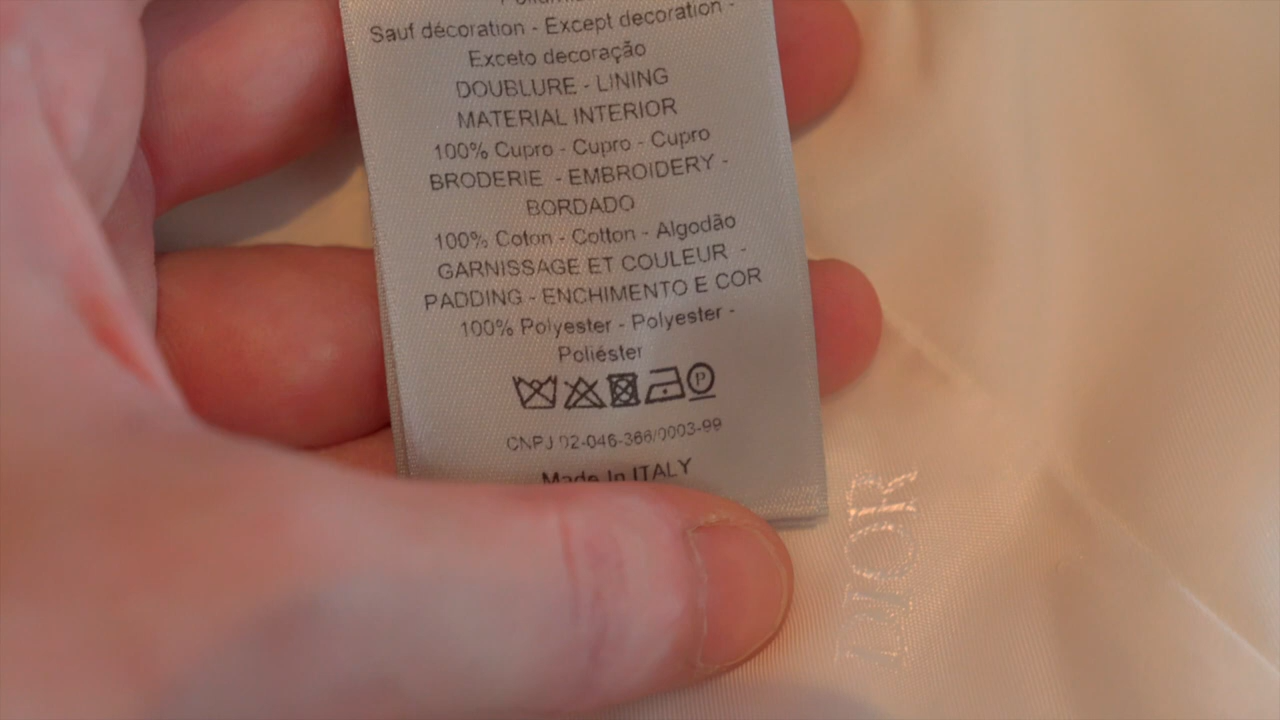 Sauf décoration - Except decoration -
Exceto decoração
DOUBLURE - LINING
MATERIAL INTERIOR
100% Cupro - Cupro - Cupro
BRODERIE - EMBROIDERY -
BORDADO
100% Coton - Cotton - Algodão
GARNISSAGE ET COULEUR -
PADDING - ENCHIMENTO E COR
100% Polyester - Polyester -
Poliéster
P
CNPJ 02-046-366/0003-99
Made In ITALY
DIOR